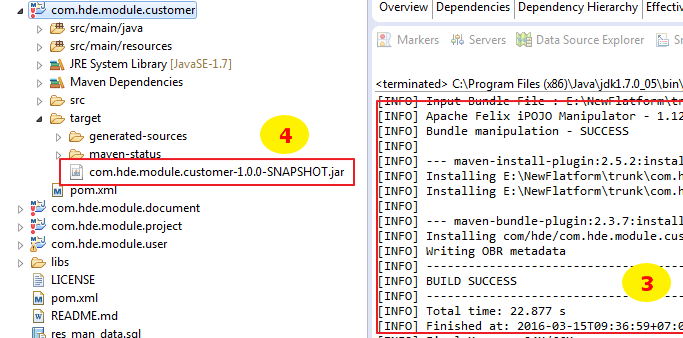 com.hde.module.customer
src/main/java
src/main/resources
JRE System Library [JavaSE-1.7]
Maven Dependencies
src
target
generated-sources
maven-status
com.hde.module.customer-1.0.0-SNAPSHOT.jar
pom.xml
com.hde.module.document
com.hde.module.project
com.hde.module.user
libs
LICENSE
pom.xml
README.md
res_man_data.sql
4
Overview Dependencies Dependency Hierarchy Effective
Markers Servers Data Source Explorer
<terminated> C:\Program Files (x86)\Java\jdk1.7.0_05\bin\
[INFO] Input Bundle File : E:\NewFlatform\tru
[INFO] Apache Felix iPOJO Manipulator - 1.12
[INFO] Bundle manipulation - SUCCESS
[INFO]
[INFO] --- maven-install-plugin:2.5.2:instal
[INFO] Installing E:\NewFlatform\trunk\com.h
[INFO] Installing E:\NewFlatform\trunk\com.h
[INFO]
[INFO] --- maven-bundle-plugin:2.3.7:install
[INFO] Installing com/hde/com.hde.module.cus
[INFO] Writing OBR metadata
[INFO] ----------------------------------------
[INFO] BUILD SUCCESS
[INFO] ----------------------------------------
[INFO] Total time: 22.877 s
[INFO] Finished at: 2016-03-15T09:36:59+07:0
3